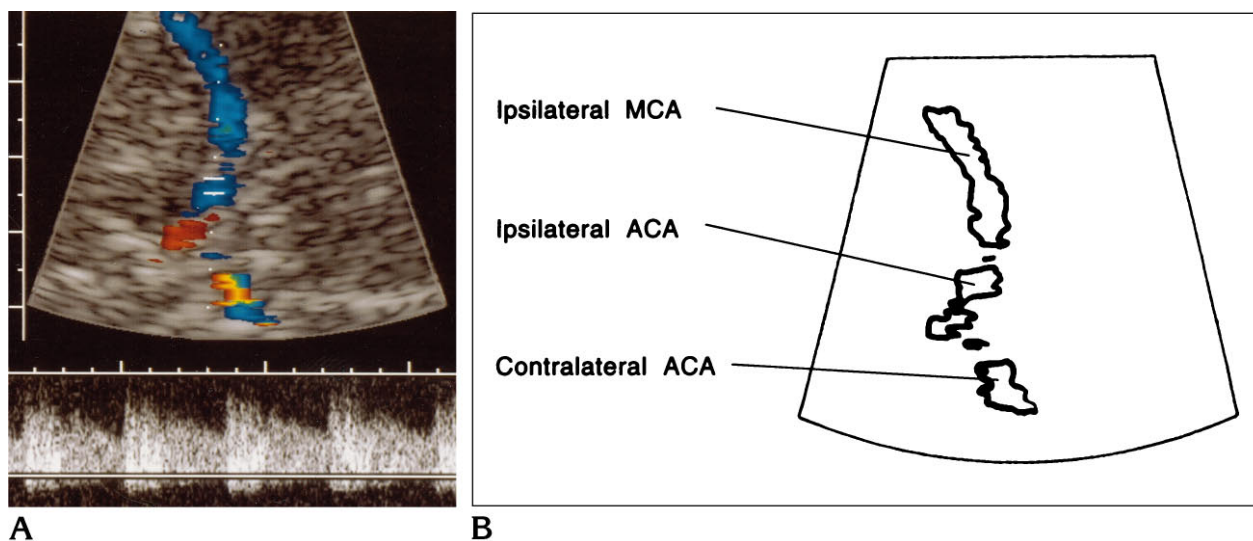 Ipsilateral MCA
Ipsilateral ACA
Contralateral ACA
A
B